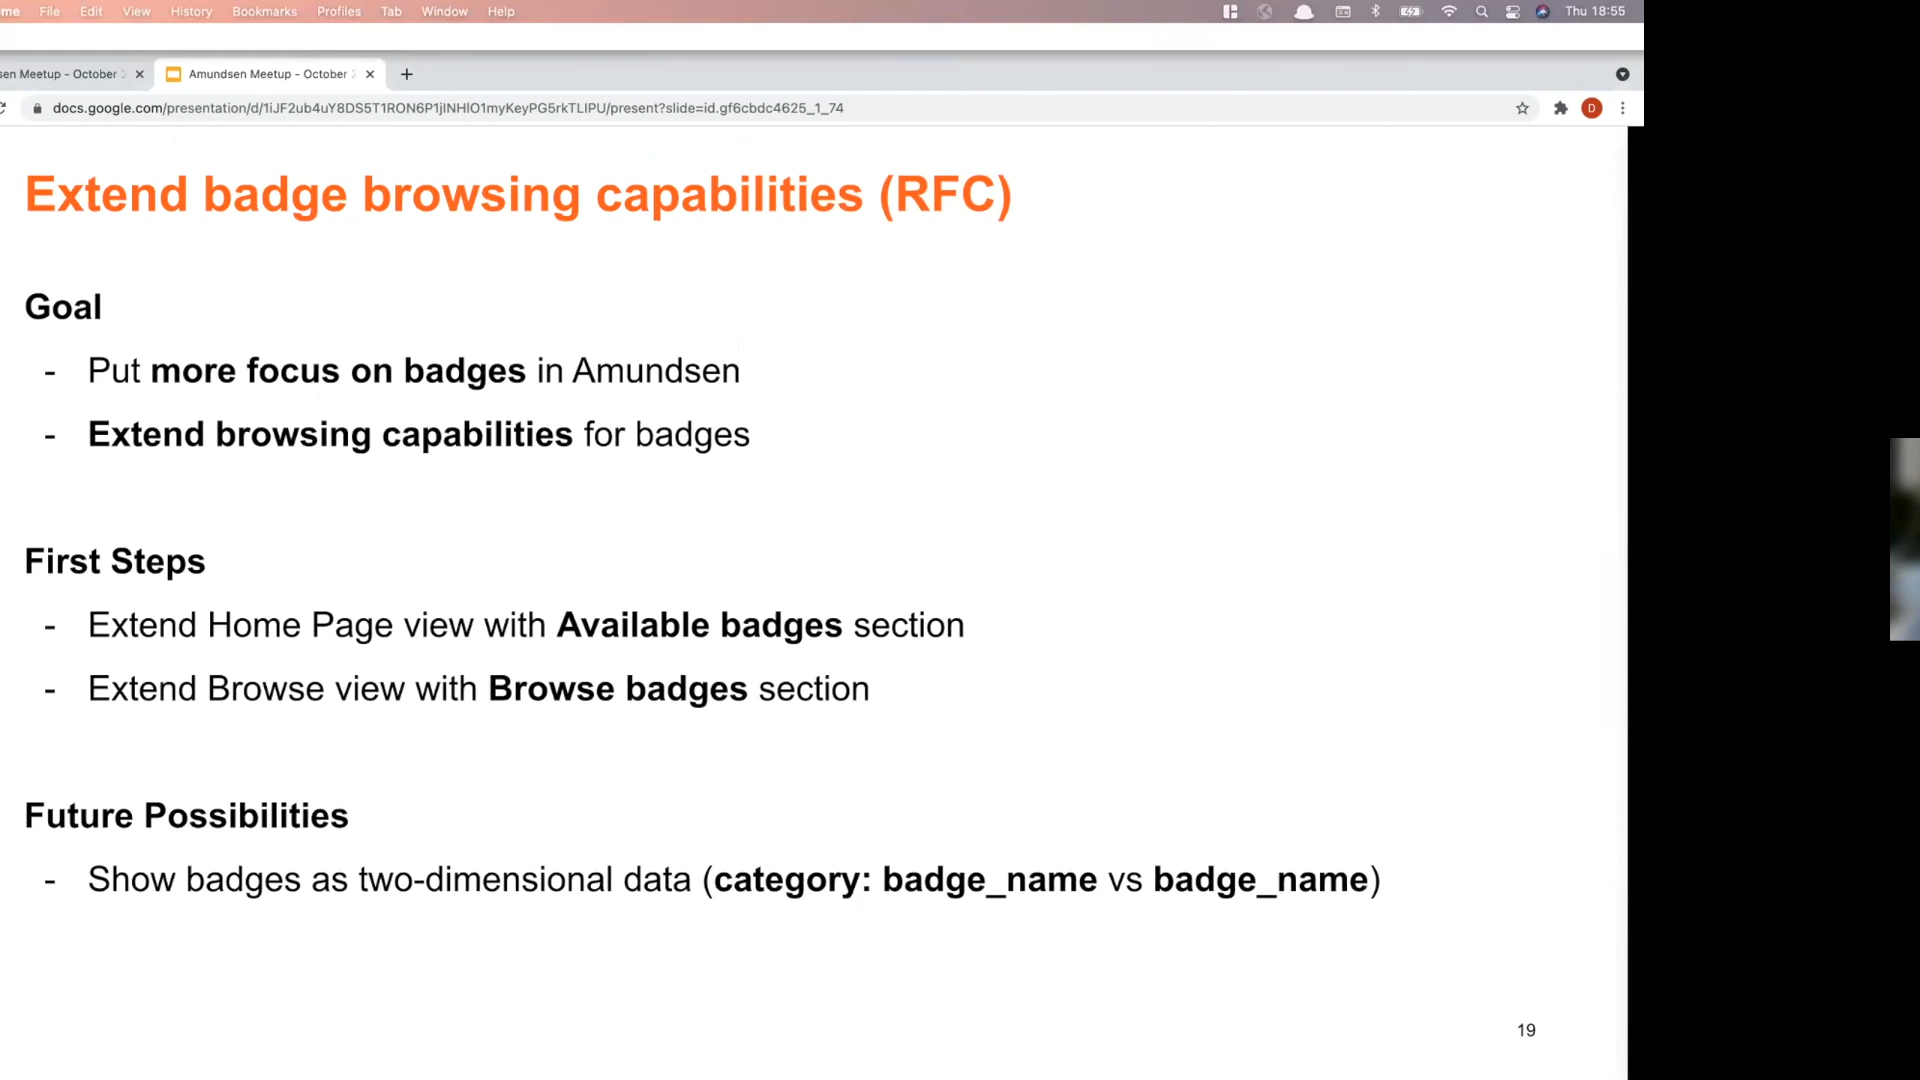 me File Edit View History Bookmarks Profiles Tab Window Help Thu 18:55
sen Meetup - October 2 Amundsen Meetup - October 2
docs.google.com/presentation/d/1iJF2ub4uY8DS5T1RON6P1jlNHlO1myKeyPG5rkTLIPU/present?slide=id.gf6cbdc4625_1_74 D
Extend badge browsing capabilities (RFC)
Goal
- Put more focus on badges in Amundsen
- Extend browsing capabilities for badges
First Steps
- Extend Home Page view with Available badges section
- Extend Browse view with Browse badges section
Future Possibilities
- Show badges as two-dimensional data (category: badge_name vs badge_name)
19